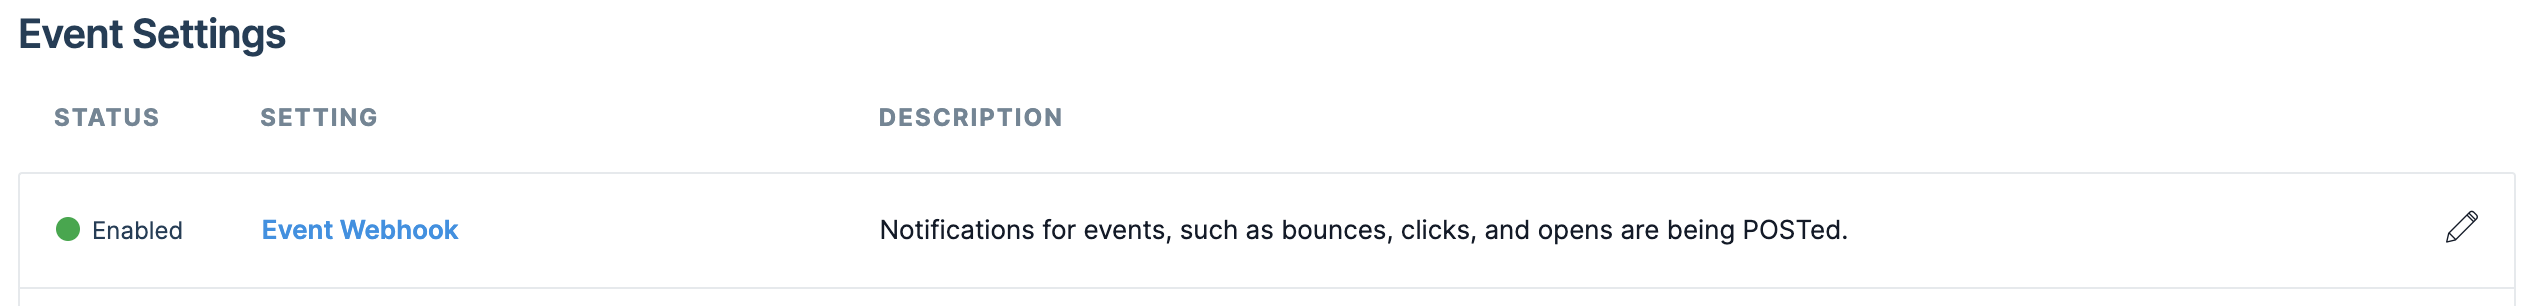 Event Settings
STATUS SETTING DESCRIPTION
Enabled Event Webhook Notifications for events, such as bounces, clicks, and opens are being POSTed.